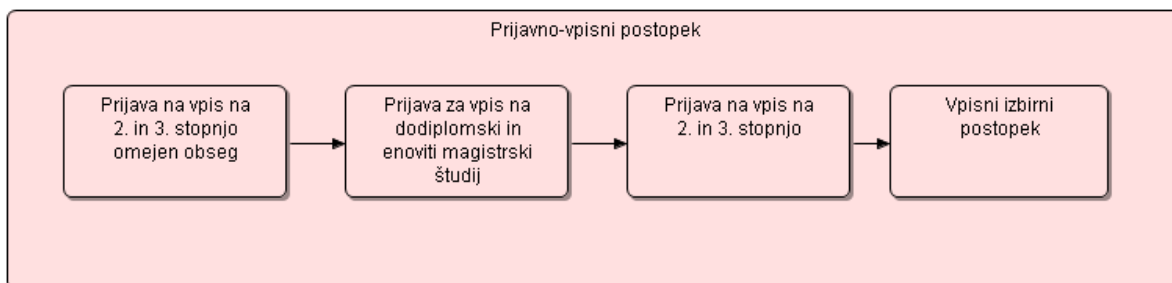 Prijavno-vpisni postopek
Prijava na vpis na
2. in 3. stopnjo
omejen obseg
Prijava za vpis na
dodiplomski in
enoviti magistrski
študij
Prijava na vpis na
2. in 3. stopnjo
Vpisni izbirni
postopek